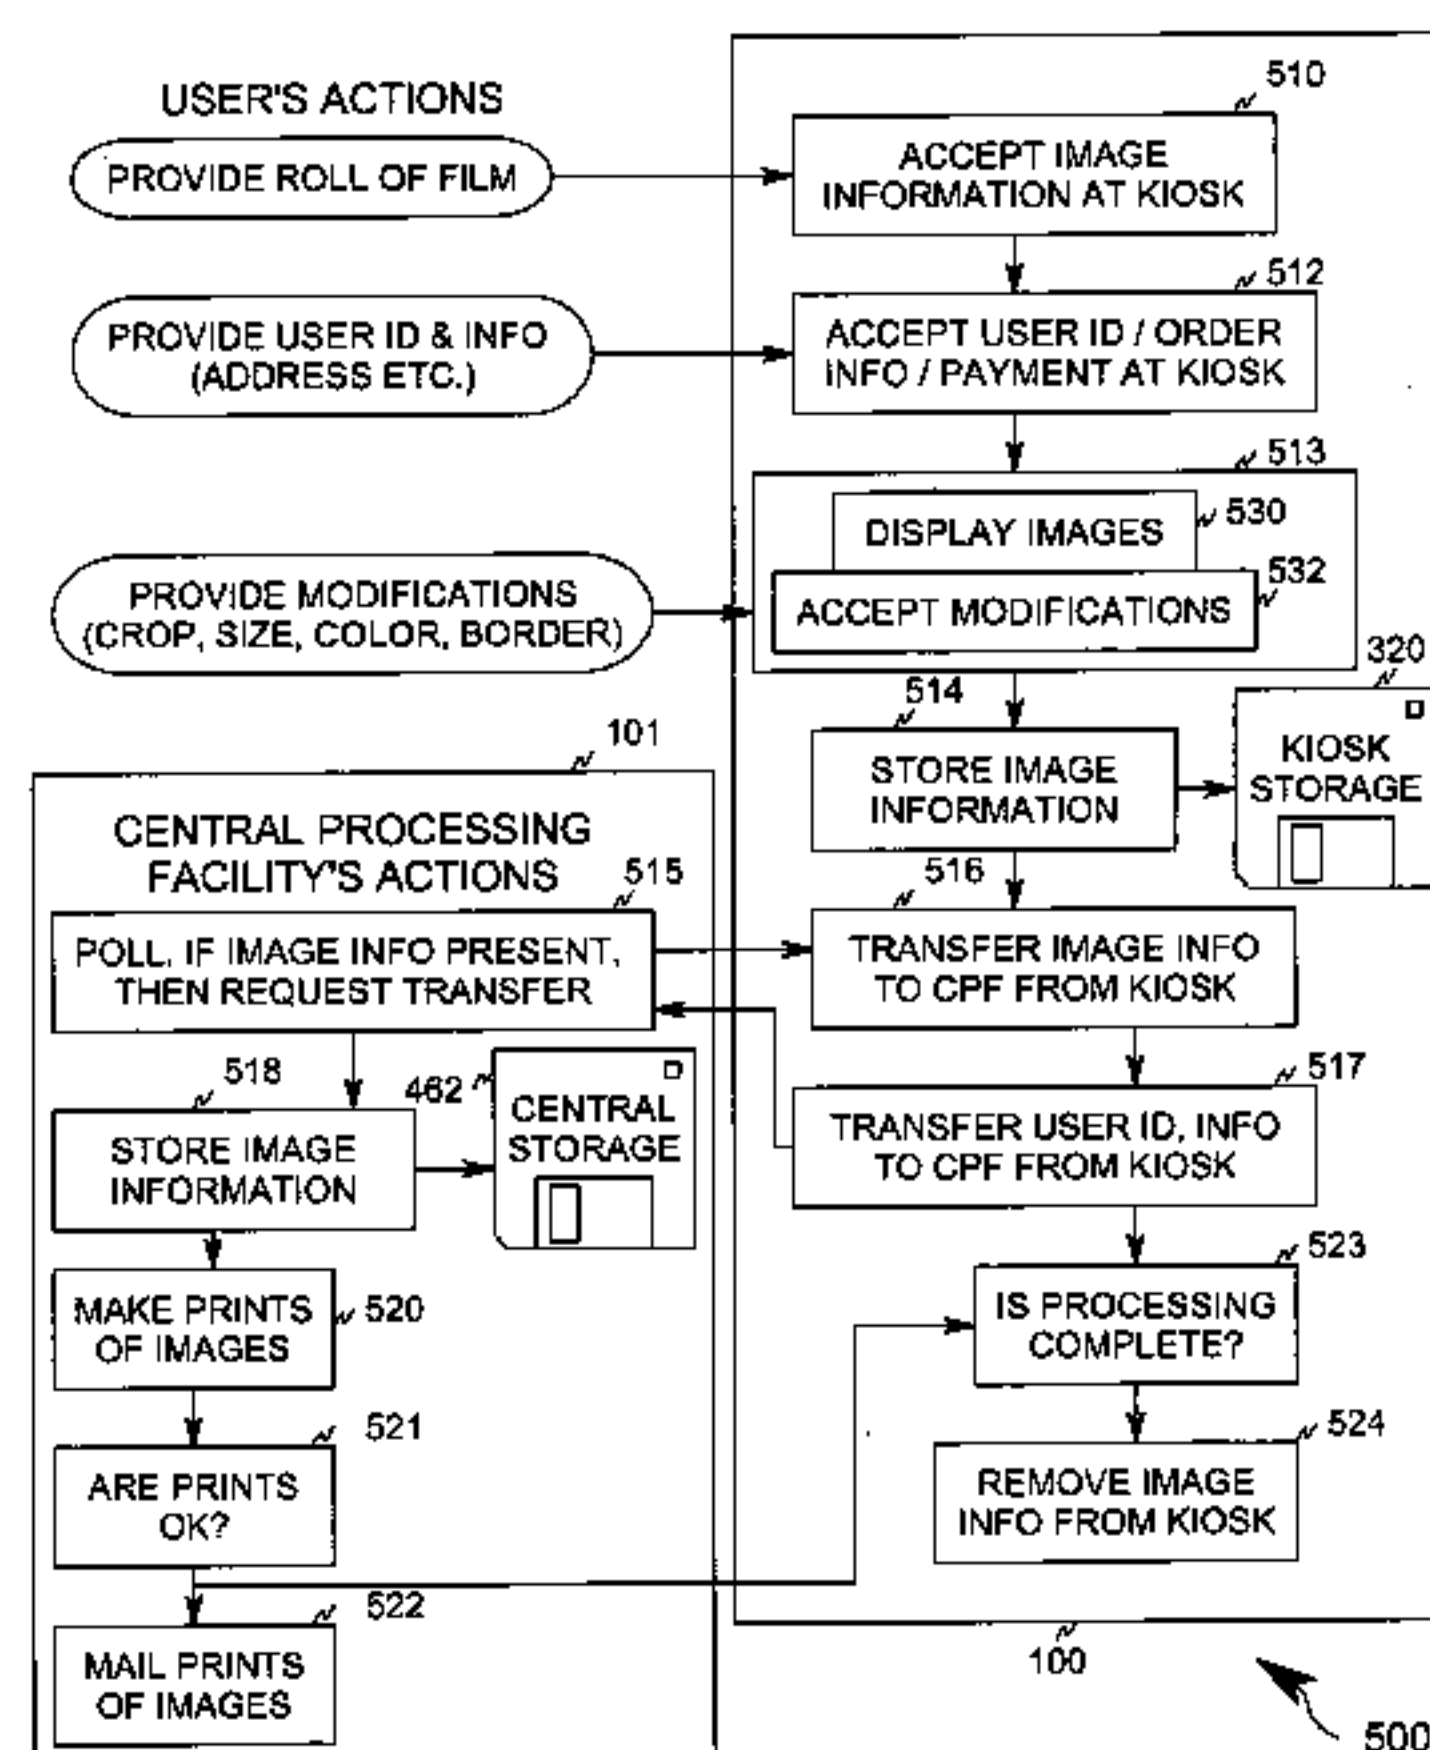 USER'S ACTIONS
PROVIDE ROLL OF FILM
PROVIDE USER ID & INFO
(ADDRESS ETC.)
PROVIDE MODIFICATIONS
(CROP, SIZE, COLOR, BORDER)
510
ACCEPT IMAGE
INFORMATION AT KIOSK
512
ACCEPT USER ID / ORDER
INFO / PAYMENT AT KIOSK
513
DISPLAY IMAGES
530
532
ACCEPT MODIFICATIONS
514
STORE IMAGE
INFORMATION
320
KIOSK
STORAGE
516
TRANSFER IMAGE INFO
TO CPF FROM KIOSK
517
TRANSFER USER ID, INFO
TO CPF FROM KIOSK
523
IS PROCESSING
COMPLETE?
524
REMOVE IMAGE
INFO FROM KIOSK
100
500
101
CENTRAL PROCESSING
FACILITY'S ACTIONS
515
POLL, IF IMAGE INFO PRESENT,
THEN REQUEST TRANSFER
518
STORE IMAGE
INFORMATION
462
CENTRAL
STORAGE
MAKE PRINTS
OF IMAGES
520
521
ARE PRINTS
OK?
522
MAIL PRINTS
OF IMAGES